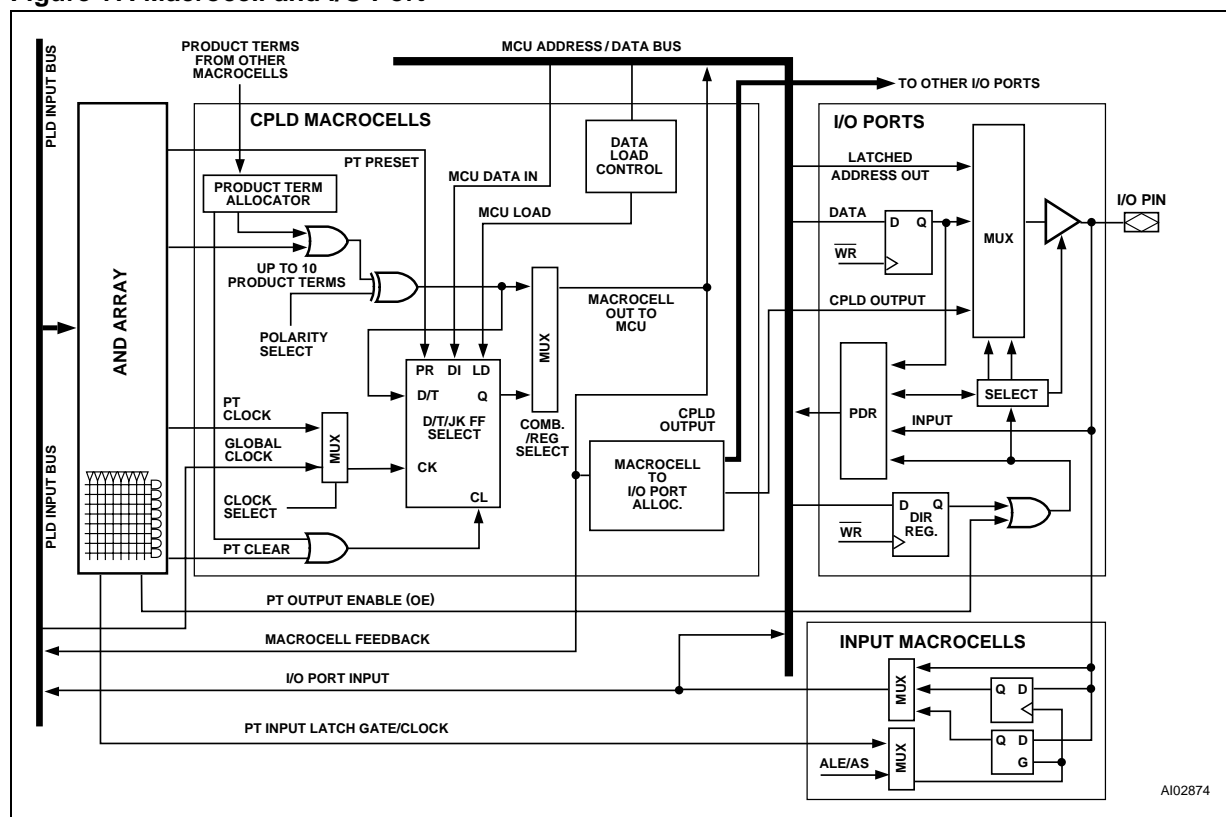 PRODUCT TERMS
FROM OTHER
MACROCELLS
MCU ADDRESS / DATA BUS
TO OTHER I/O PORTS
PLD INPUT BUS
AND ARRAY
CPLD MACROCELLS
I/O PORTS
PT PRESET
MCU DATA IN
MCU LOAD
DATA
LOAD
CONTROL
LATCHED
ADDRESS OUT
I/O PIN
PRODUCT TERM
ALLOCATOR
DATA
D Q
WR
MUX
UP TO 10
PRODUCT TERMS
POLARITY
SELECT
MUX
MACROCELL
OUT TO
MCU
CPLD OUTPUT
PR DI LD
D/T Q
D/T/JK FF
SELECT
CK
CL
COMB.
/REG
SELECT
PT
CLOCK
GLOBAL
CLOCK
MUX
CLOCK
SELECT
PT CLEAR
CPLD
OUTPUT
MACROCELL
TO
I/O PORT
ALLOC.
PDR
SELECT
INPUT
D Q
DIR
REG.
WR
PLD INPUT BUS
PT OUTPUT ENABLE (OE)
MACROCELL FEEDBACK
I/O PORT INPUT
PT INPUT LATCH GATE/CLOCK
INPUT MACROCELLS
MUX
Q D
Q D
G
MUX
ALE/AS
AI02874